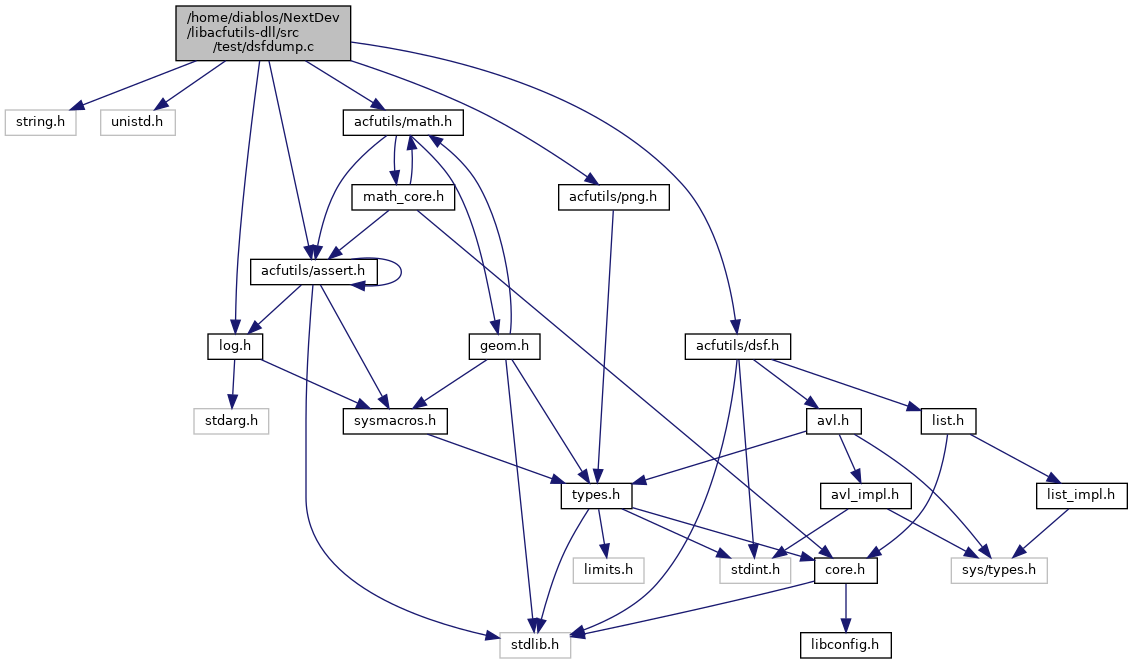 /home/diablos/NextDev
/libacfutils-dll/src
/test/dsfdump.c
string.h
unistd.h
acfutils/math.h
math_core.h
acfutils/png.h
acfutils/assert.h
log.h
geom.h
acfutils/dsf.h
stdarg.h
sysmacros.h
avl.h
list.h
types.h
avl_impl.h
list_impl.h
limits.h
stdint.h
core.h
sys/types.h
stdlib.h
libconfig.h